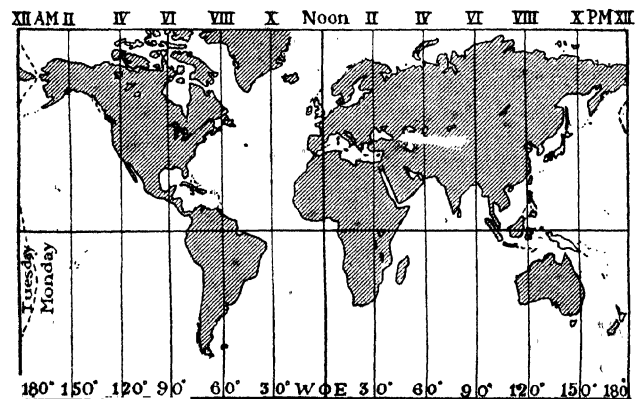 XII AM II IV VI VIII X Noon II IV VI VIII X PM XII
Tuesday
Monday
180° 150° 120° 90° 60° 30° W O E 30° 60° 90° 120° 150° 180°